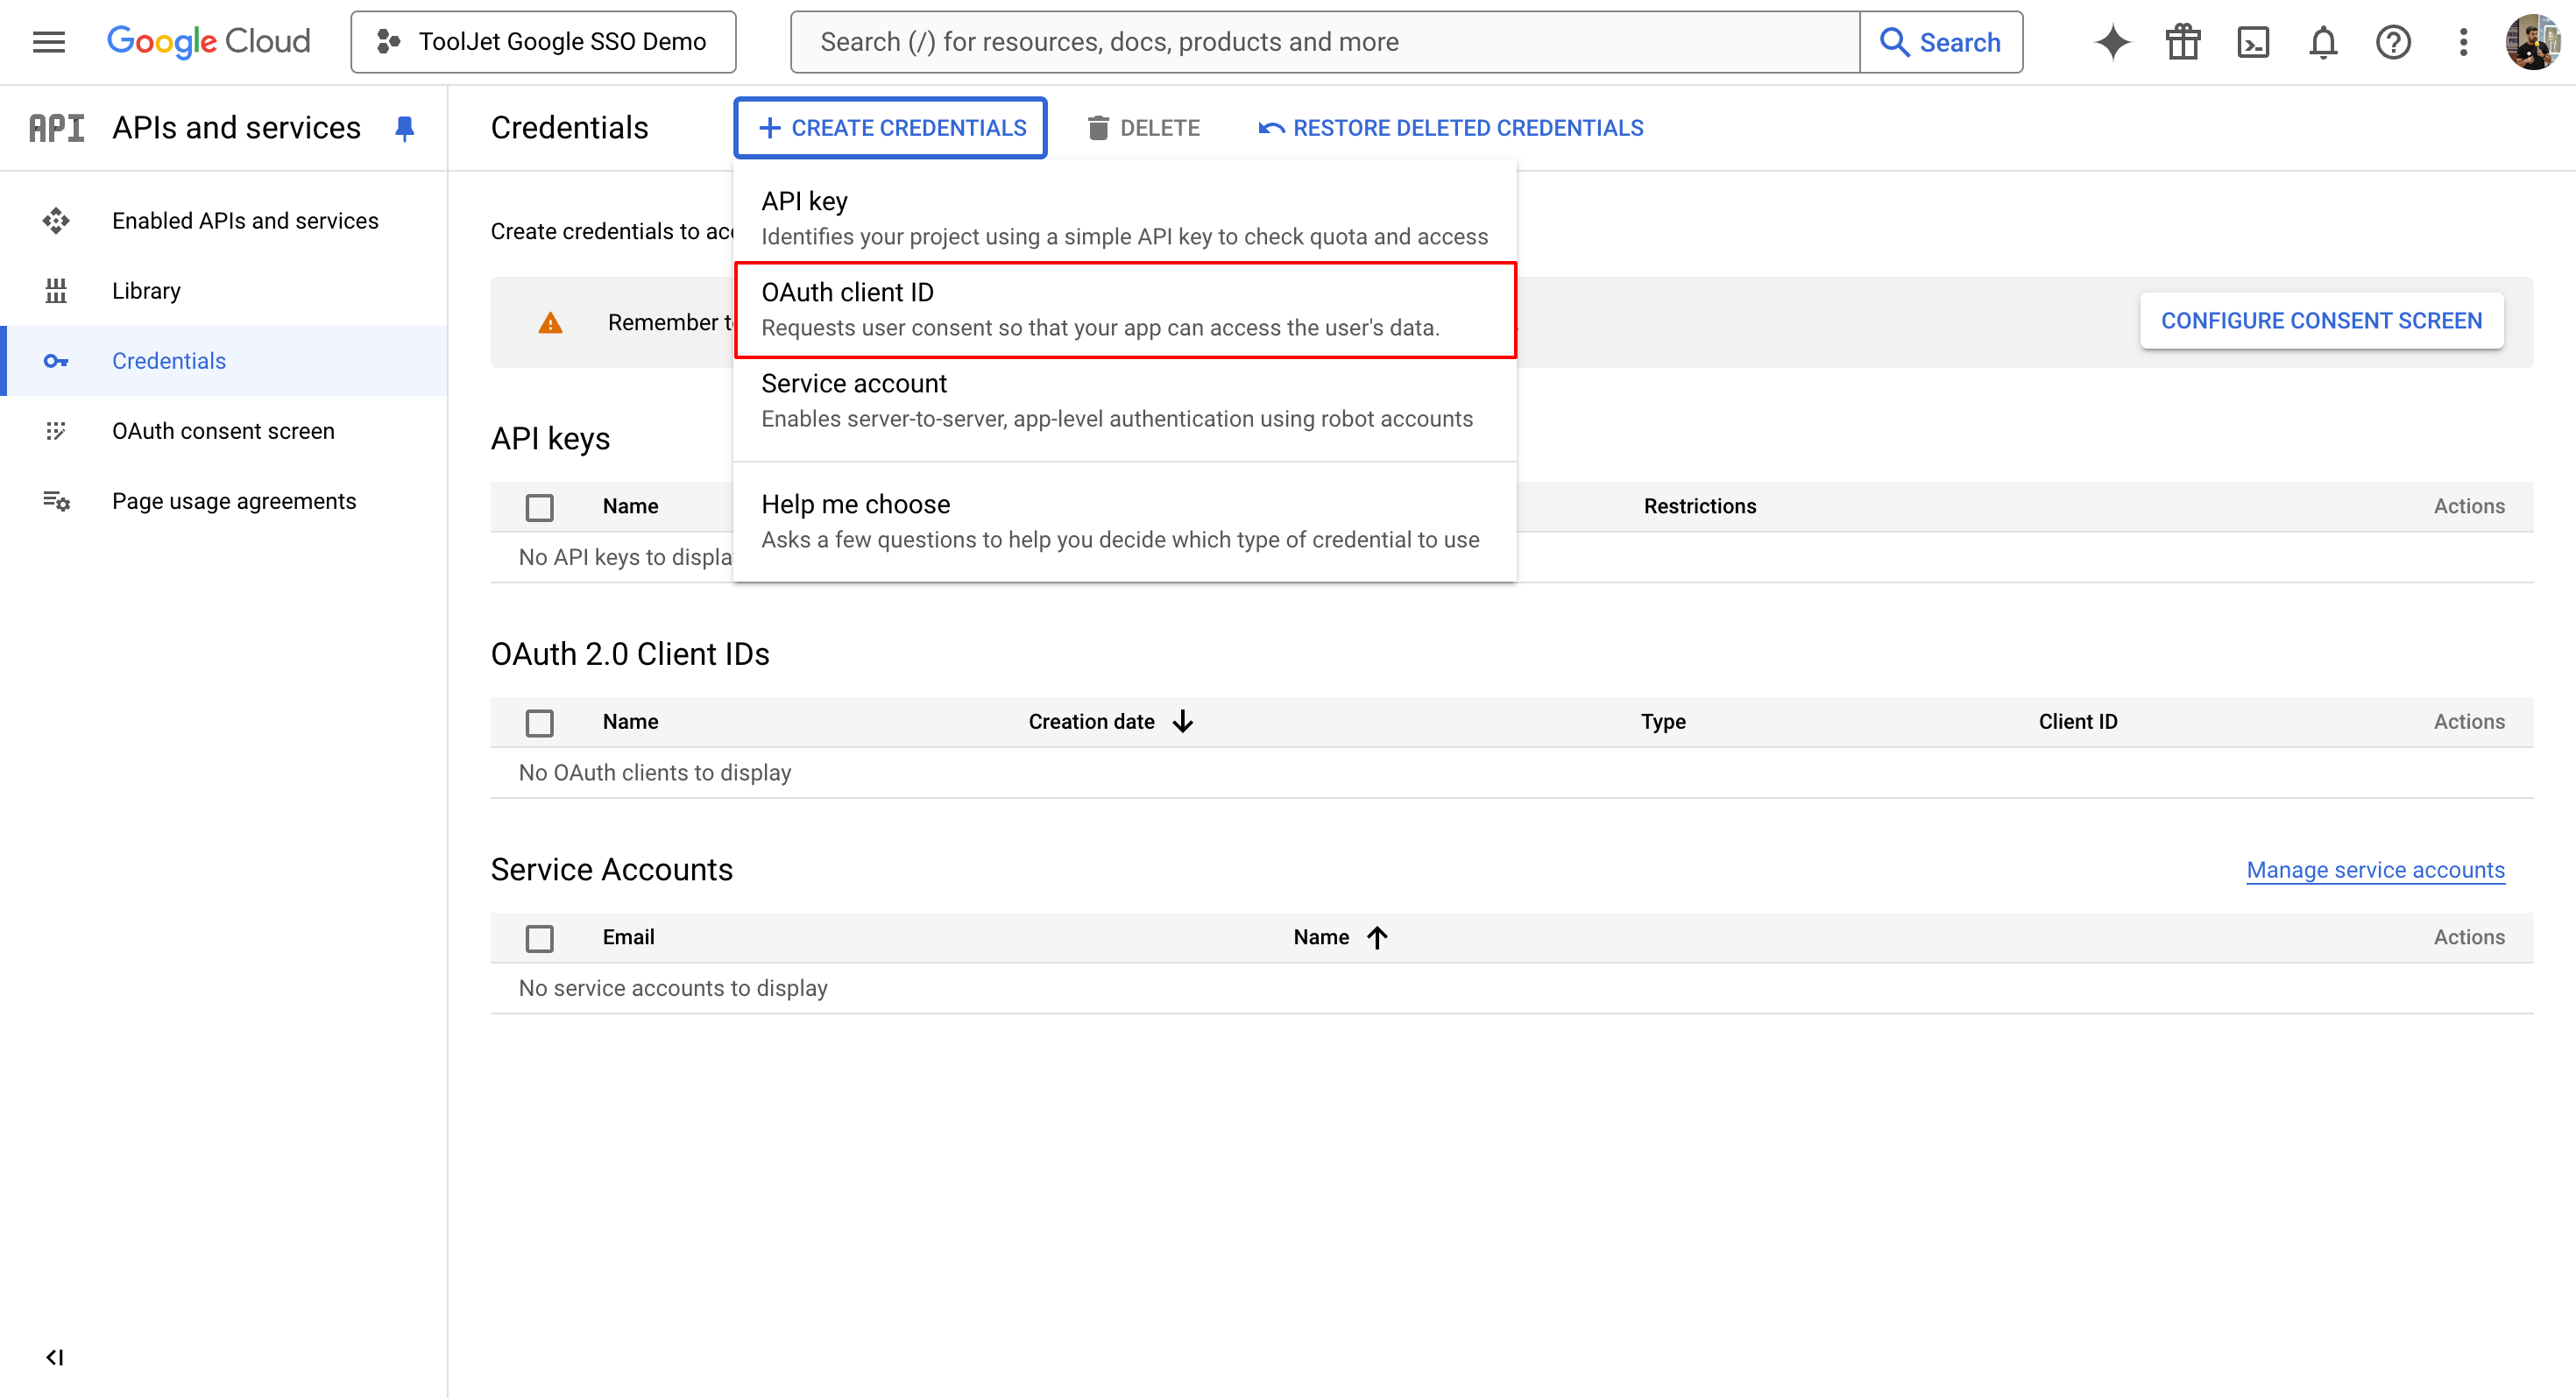 Google Cloud
ToolJet Google SSO Demo
Search (/) for resources, docs, products and more
Search
API
APIs and services
Credentials
CREATE CREDENTIALS
DELETE
RESTORE DELETED CREDENTIALS
Enabled APIs and services
Library
Credentials
OAuth consent screen
Page usage agreements
Create credentials to
API key
Identifies your project using a simple API key to check quota and access
OAuth client ID
Requests user consent so that your app can access the user's data.
Service account
Enables server-to-server, app-level authentication using robot accounts
Help me choose
Asks a few questions to help you decide which type of credential to use
Remember
CONFIGURE CONSENT SCREEN
API keys
Name
Restrictions
Actions
No API keys to displa
OAuth 2.0 Client IDs
Name
Creation date
Type
Client ID
Actions
No OAuth clients to display
Service Accounts
Manage service accounts
Email
Name
Actions
No service accounts to display